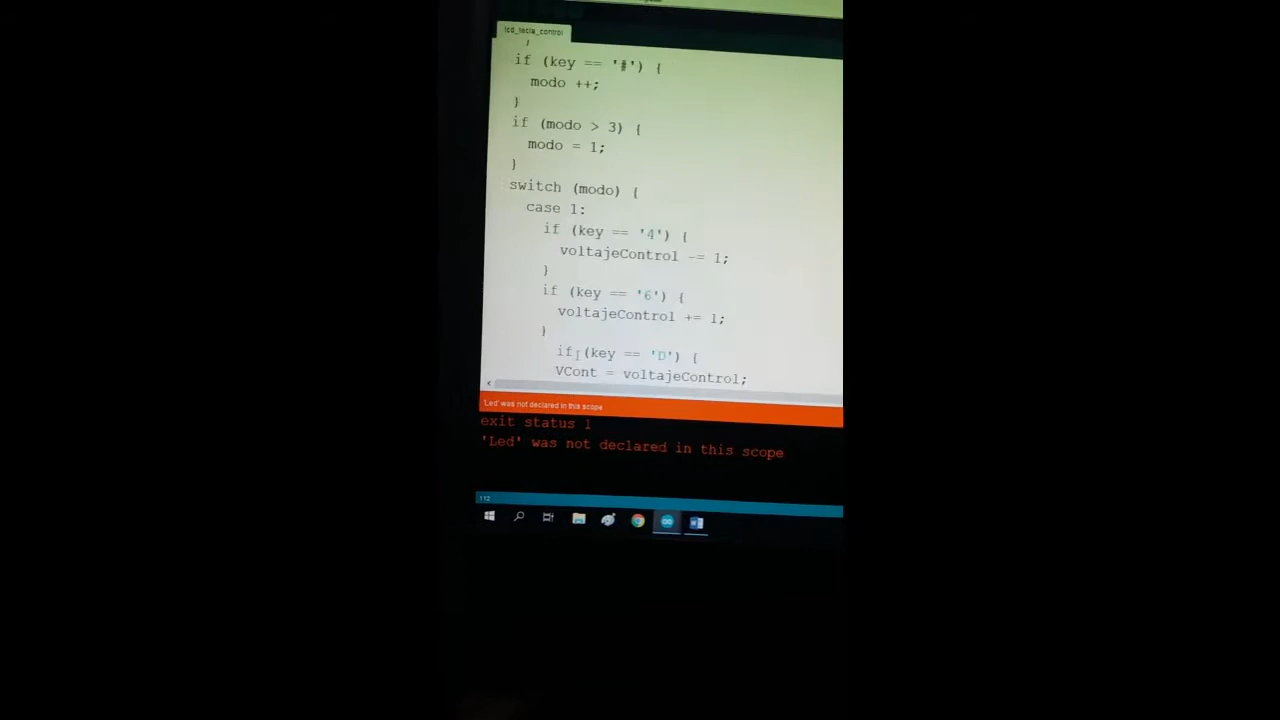 lcd_tecla_control
}
if (key == '#') {
modo ++;
}
if (modo > 3) {
modo = 1;
}
switch (modo) {
case 1:
if (key == '4') {
voltajeControl -= 1;
}
if (key == '6') {
voltajeControl += 1;
}
if (key == 'D') {
VCont = voltajeControl;
'Led' was not declared in this scope
exit status 1
'Led' was not declared in this scope
112